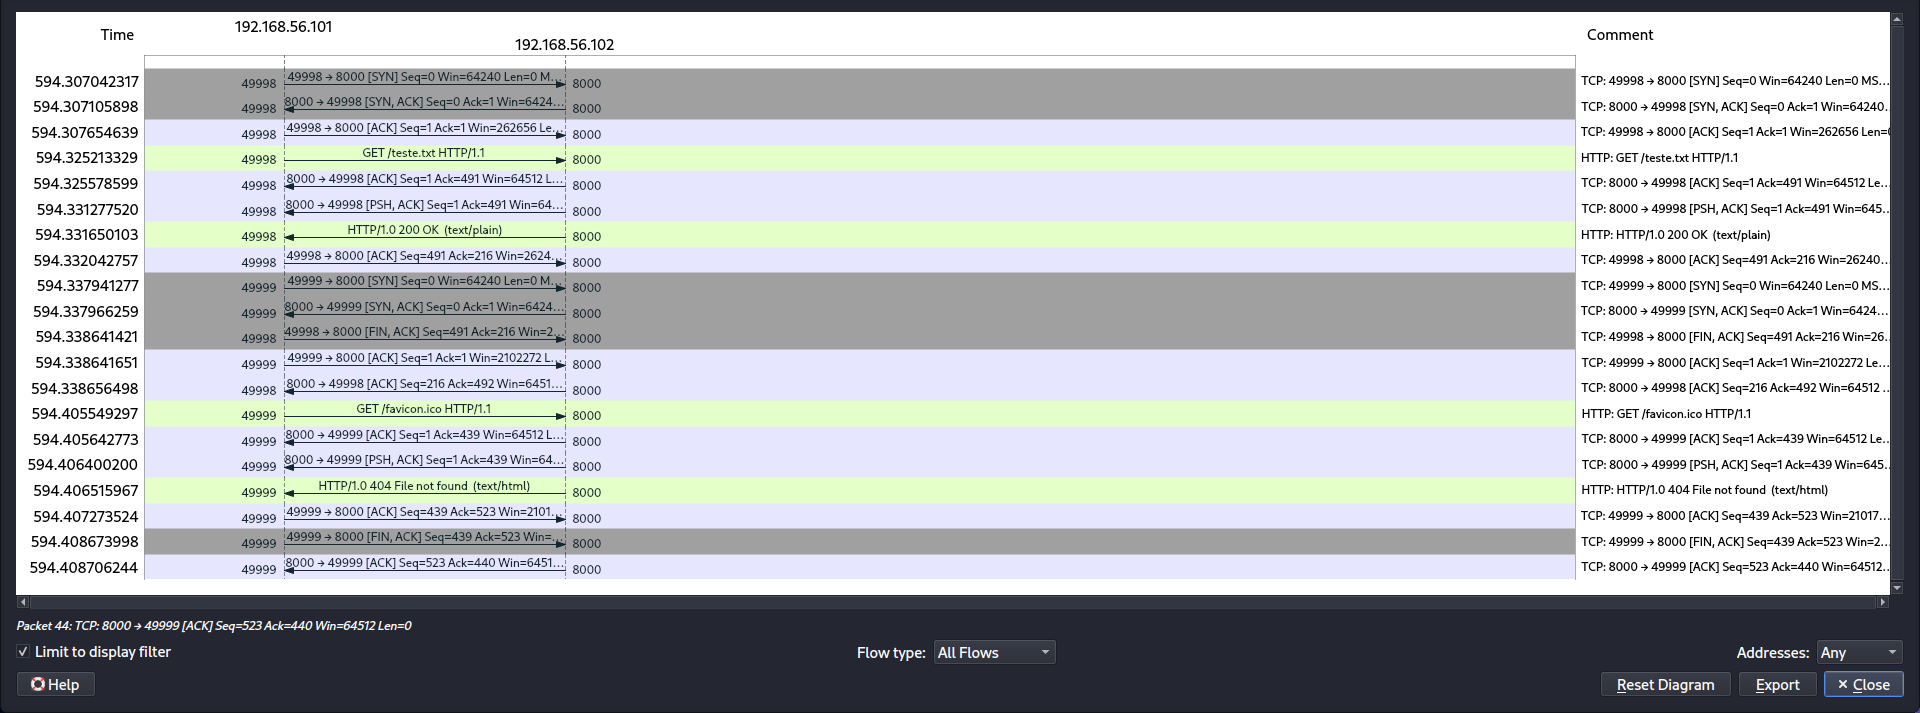 Time 192.168.56.101 192.168.56.102 Comment
594.307042317 49998 49998 → 8000 [SYN] Seq=0 Win=64240 Len=0 M... 8000 TCP: 49998 → 8000 [SYN] Seq=0 Win=64240 Len=0 MS...
594.307105898 49998 8000 → 49998 [SYN, ACK] Seq=0 Ack=1 Win=6424... 8000 TCP: 8000 → 49998 [SYN, ACK] Seq=0 Ack=1 Win=64240...
594.307654639 49998 49998 → 8000 [ACK] Seq=1 Ack=1 Win=262656 Le... 8000 TCP: 49998 → 8000 [ACK] Seq=1 Ack=1 Win=262656 Len=
594.325213329 49998 GET /teste.txt HTTP/1.1 8000 HTTP: GET /teste.txt HTTP/1.1
594.325578599 49998 8000 → 49998 [ACK] Seq=1 Ack=491 Win=64512 L... 8000 TCP: 8000 → 49998 [ACK] Seq=1 Ack=491 Win=64512 Le...
594.331277520 49998 8000 → 49998 [PSH, ACK] Seq=1 Ack=491 Win=64... 8000 TCP: 8000 → 49998 [PSH, ACK] Seq=1 Ack=491 Win=645...
594.331650103 49998 HTTP/1.0 200 OK (text/plain) 8000 HTTP: HTTP/1.0 200 OK (text/plain)
594.332042757 49998 49998 → 8000 [ACK] Seq=491 Ack=216 Win=2624... 8000 TCP: 49998 → 8000 [ACK] Seq=491 Ack=216 Win=26240...
594.337941277 49999 49999 → 8000 [SYN] Seq=0 Win=64240 Len=0 M... 8000 TCP: 49999 → 8000 [SYN] Seq=0 Win=64240 Len=0 MS...
594.337966259 49999 8000 → 49999 [SYN, ACK] Seq=0 Ack=1 Win=6424... 8000 TCP: 8000 → 49999 [SYN, ACK] Seq=0 Ack=1 Win=6424...
594.338641421 49998 49998 → 8000 [FIN, ACK] Seq=491 Ack=216 Win=2... 8000 TCP: 49998 → 8000 [FIN, ACK] Seq=491 Ack=216 Win=26...
594.338641651 49999 49999 → 8000 [ACK] Seq=1 Ack=1 Win=2102272 L... 8000 TCP: 49999 → 8000 [ACK] Seq=1 Ack=1 Win=2102272 Le...
594.338656498 49998 8000 → 49998 [ACK] Seq=216 Ack=492 Win=6451... 8000 TCP: 8000 → 49998 [ACK] Seq=216 Ack=492 Win=64512 ...
594.405549297 49999 GET /favicon.ico HTTP/1.1 8000 HTTP: GET /favicon.ico HTTP/1.1
594.405642773 49999 8000 → 49999 [ACK] Seq=1 Ack=439 Win=64512 L... 8000 TCP: 8000 → 49999 [ACK] Seq=1 Ack=439 Win=64512 Le...
594.406400200 49999 8000 → 49999 [PSH, ACK] Seq=1 Ack=439 Win=64... 8000 TCP: 8000 → 49999 [PSH, ACK] Seq=1 Ack=439 Win=645...
594.406515967 49999 HTTP/1.0 404 File not found (text/html) 8000 HTTP: HTTP/1.0 404 File not found (text/html)
594.407273524 49999 49999 → 8000 [ACK] Seq=439 Ack=523 Win=2101... 8000 TCP: 49999 → 8000 [ACK] Seq=439 Ack=523 Win=21017...
594.408673998 49999 49999 → 8000 [FIN, ACK] Seq=439 Ack=523 Win=... 8000 TCP: 49999 → 8000 [FIN, ACK] Seq=439 Ack=523 Win=2...
594.408706244 49999 8000 → 49999 [ACK] Seq=523 Ack=440 Win=6451... 8000 TCP: 8000 → 49999 [ACK] Seq=523 Ack=440 Win=64512...
Packet 44: TCP: 8000 → 49999 [ACK] Seq=523 Ack=440 Win=64512 Len=0
Limit to display filter Flow type: All Flows Addresses: Any
Help Reset Diagram Export Close